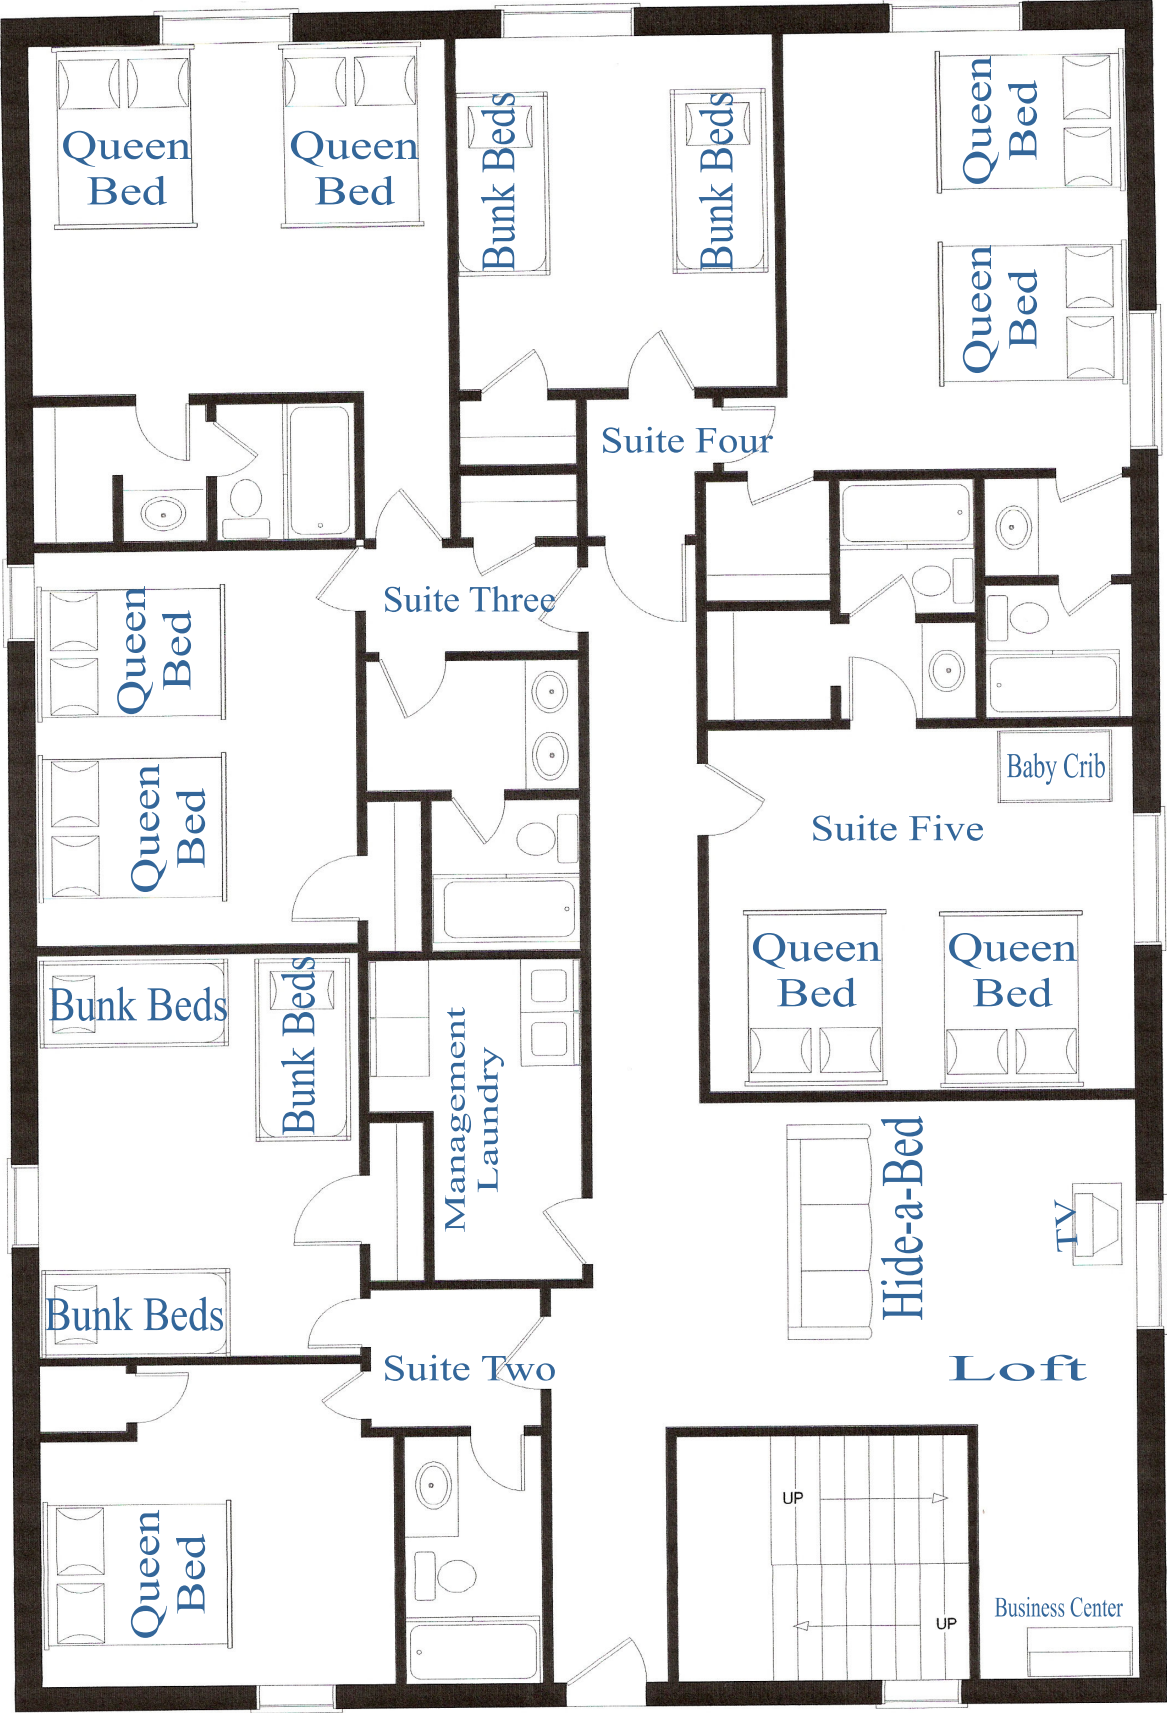 Queen
Bed
Queen
Bed
Bunk Beds
Bunk Beds
Queen
Bed
Queen
Bed
Suite Four
Suite Three
Queen
Bed
Queen
Bed
Baby Crib
Suite Five
Queen
Bed
Queen
Bed
Bunk Beds
Bunk Beds
Management
Laundry
Hide-a-Bed
TV
Bunk Beds
Suite Two
Loft
UP
Queen
Bed
UP
Business Center